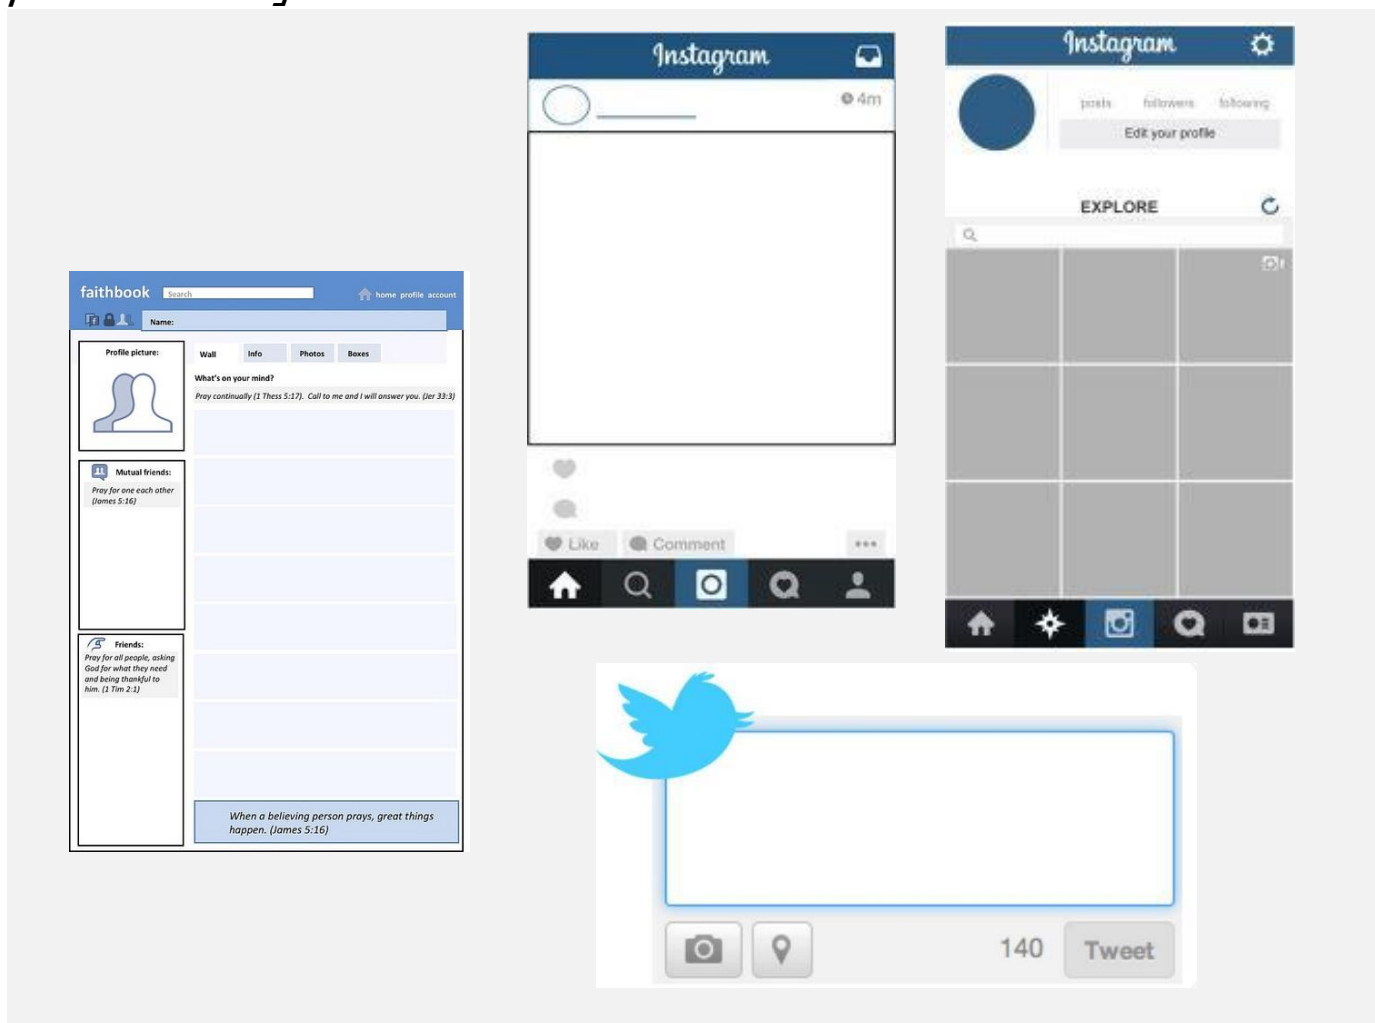 faithbook Search home profile account
Name:
Profile picture:
Wall Info Photos Boxes
What's on your mind?
Pray continually (1 Thess 5:17). Call to me and I will answer you. (Jer 33:3)
Mutual friends:
Pray for one each other
(James 5:16)
Friends:
Pray for all people, asking
God for what they need
and being thankful to
him. (1 Tim 2:1)
When a believing person prays, great things
happen. (James 5:16)
Instagram
4m
Like Comment
Instagram
posts followers following
Edit your profile
EXPLORE
140 Tweet